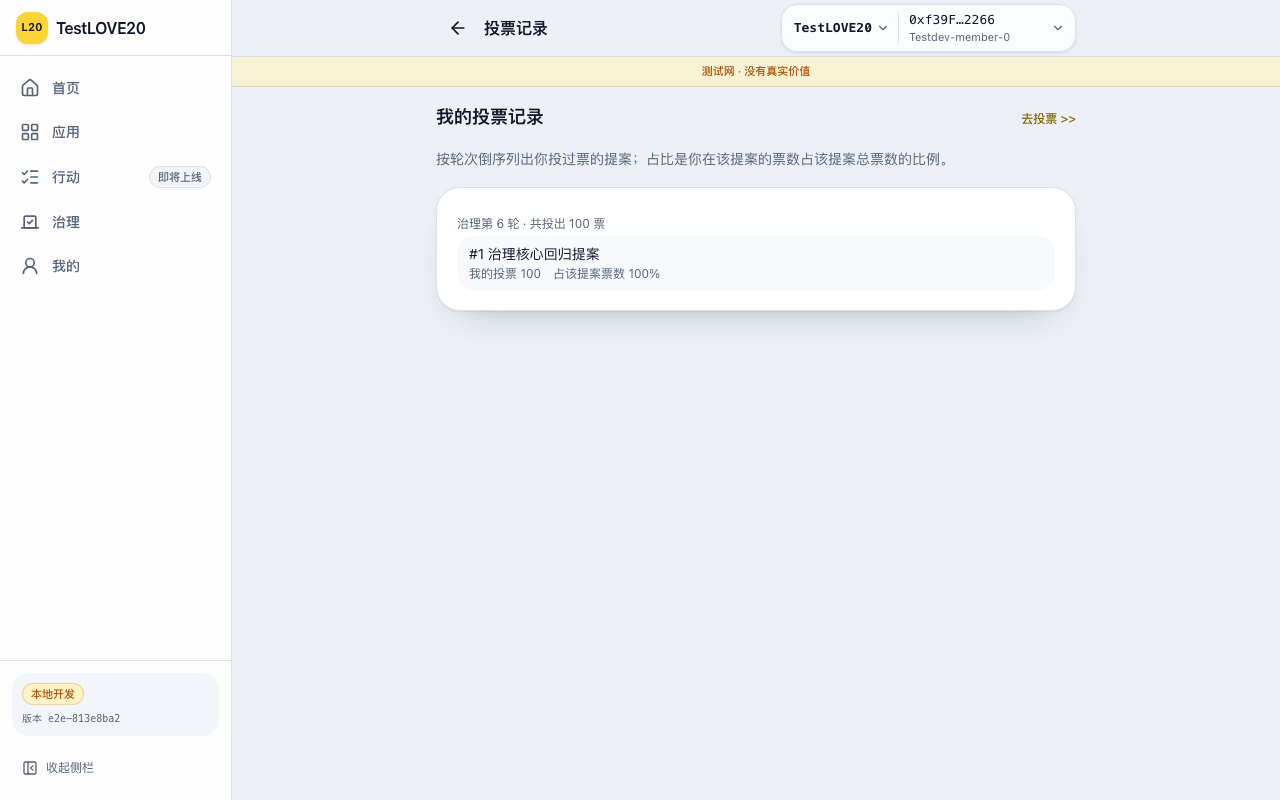 L20 TestLOVE20
首页
应用
行动 即将上线
治理
我的
本地开发
版本 e2e-813e8ba2
收起侧栏
投票记录
TestLOVE20
0xf39F…2266
Testdev-member-0
测试网 · 没有真实价值
我的投票记录
去投票 >>
按轮次倒序列出你投过票的提案；占比是你在该提案的票数占该提案总票数的比例。
治理第 6 轮 · 共投出 100 票
#1 治理核心回归提案
我的投票 100 占该提案票数 100%